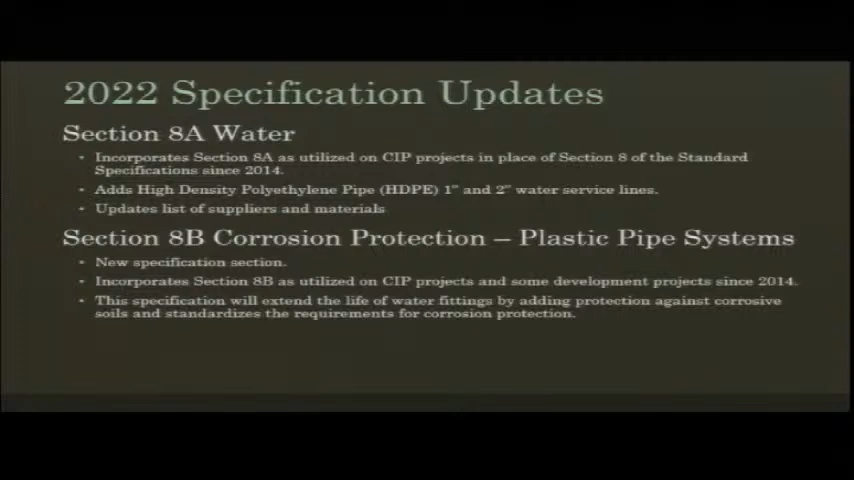 2022 Specification Updates
Section 8A Water
• Incorporates Section 8A as utilized on CIP projects in place of Section 8 of the Standard
Specifications since 2014.
• Adds High Density Polyethylene Pipe (HDPE) 1" and 2" water service lines.
• Updates list of suppliers and materials
Section 8B Corrosion Protection – Plastic Pipe Systems
• New specification section.
• Incorporates Section 8B as utilized on CIP projects and some development projects since 2014.
• This specification will extend the life of water fittings by adding protection against corrosive
soils and standardizes the requirements for corrosion protection.